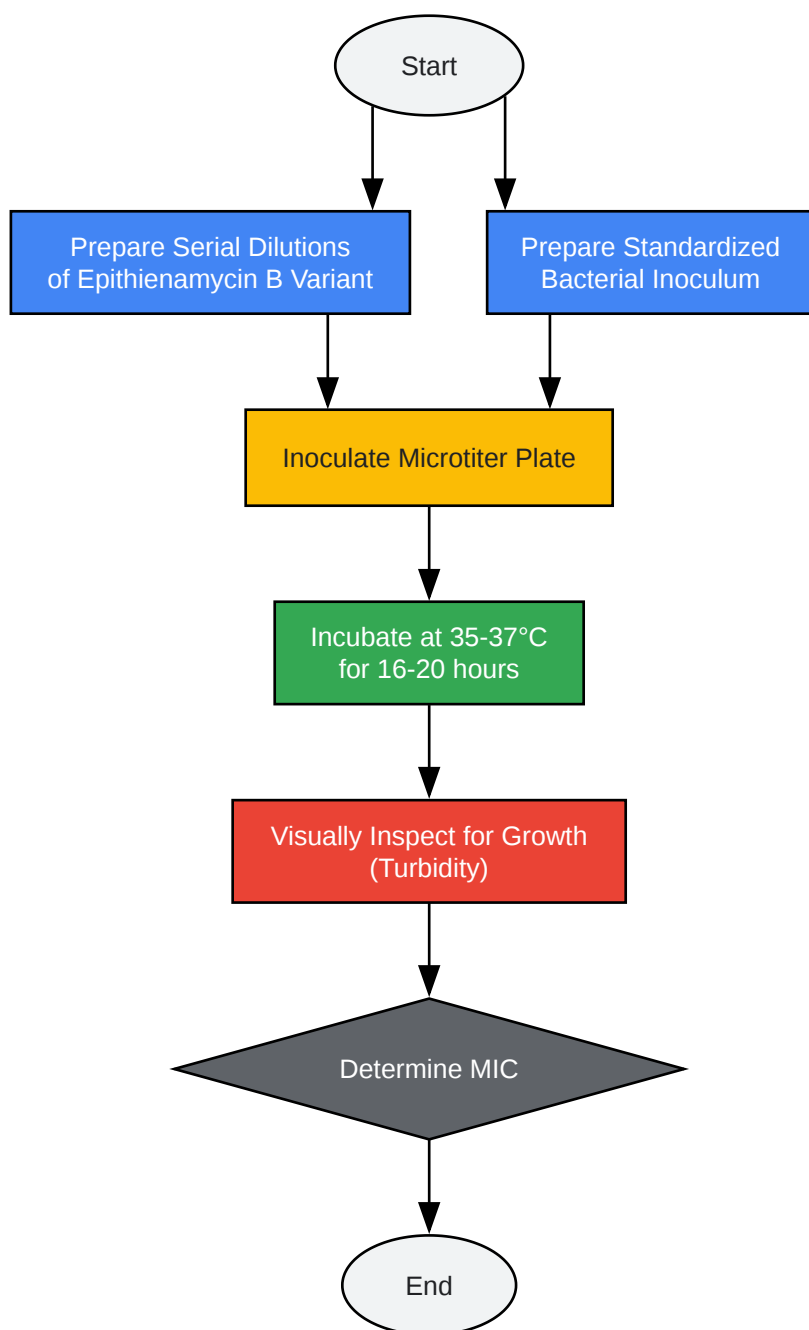 Start
Prepare Serial Dilutions
of Epithienamycin B Variant
Prepare Standardized
Bacterial Inoculum
Inoculate Microtiter Plate
Incubate at 35-37°C
for 16-20 hours
Visually Inspect for Growth
(Turbidity)
Determine MIC
End